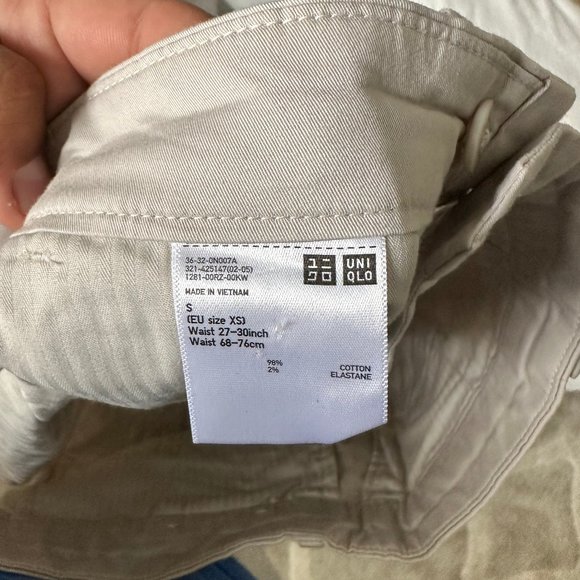 36-32-0N007A
321-425147(02-05)
1281-00RZ-00KW
ユニ
クロ
UNI
QLO
MADE IN VIETNAM
S
(EU size XS)
Waist 27–30inch
Waist 68–76cm
98% COTTON
2% ELASTANE